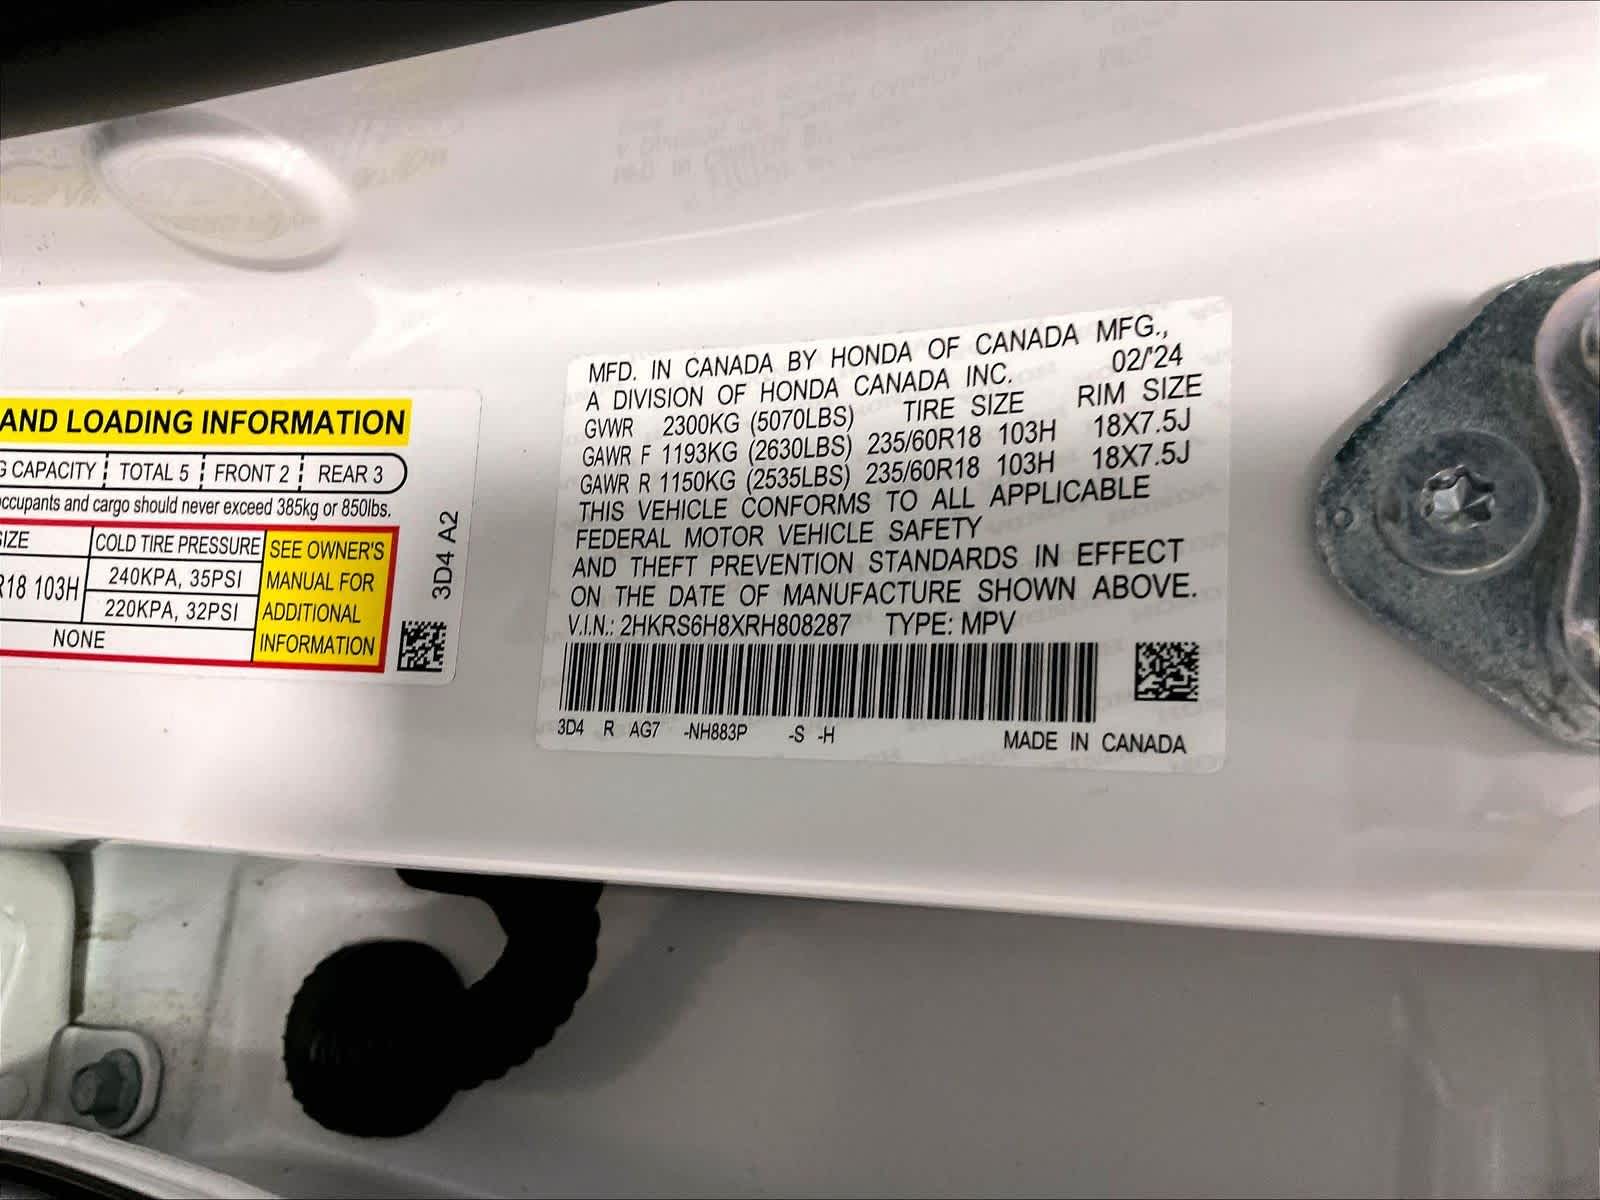 AND LOADING INFORMATION
G CAPACITY TOTAL 5 FRONT 2 REAR 3
occupants and cargo should never exceed 385kg or 850lbs.
SIZE COLD TIRE PRESSURE SEE OWNER'S MANUAL FOR ADDITIONAL INFORMATION
R18 103H 240KPA, 35PSI
220KPA, 32PSI
NONE
3D4 A2
MFD. IN CANADA BY HONDA OF CANADA MFG.,
A DIVISION OF HONDA CANADA INC. 02/'24
GVWR 2300KG (5070LBS) TIRE SIZE RIM SIZE
GAWR F 1193KG (2630LBS) 235/60R18 103H 18X7.5J
GAWR R 1150KG (2535LBS) 235/60R18 103H 18X7.5J
THIS VEHICLE CONFORMS TO ALL APPLICABLE
FEDERAL MOTOR VEHICLE SAFETY
AND THEFT PREVENTION STANDARDS IN EFFECT
ON THE DATE OF MANUFACTURE SHOWN ABOVE.
V.I.N.: 2HKRS6H8XRH808287 TYPE: MPV
3D4 R AG7 -NH883P -S -H
MADE IN CANADA